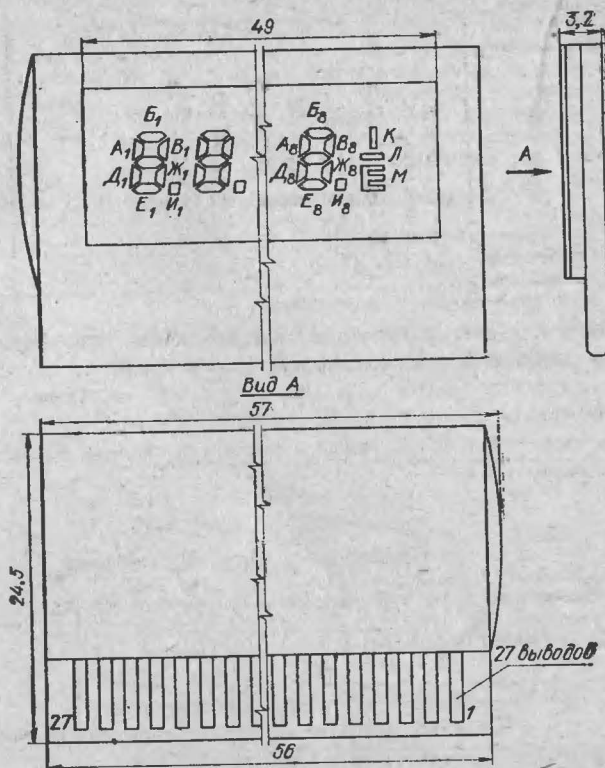 49
3,2
Б₁ Б₈
А₁ В₁ А₈ В₈ К
Л
Д₁ Ж₁ Д₈ Ж₈ М
Е₁ И₁ Е₈ И₈
А
Вид А
57
24.5
27 выводов
27 1
56